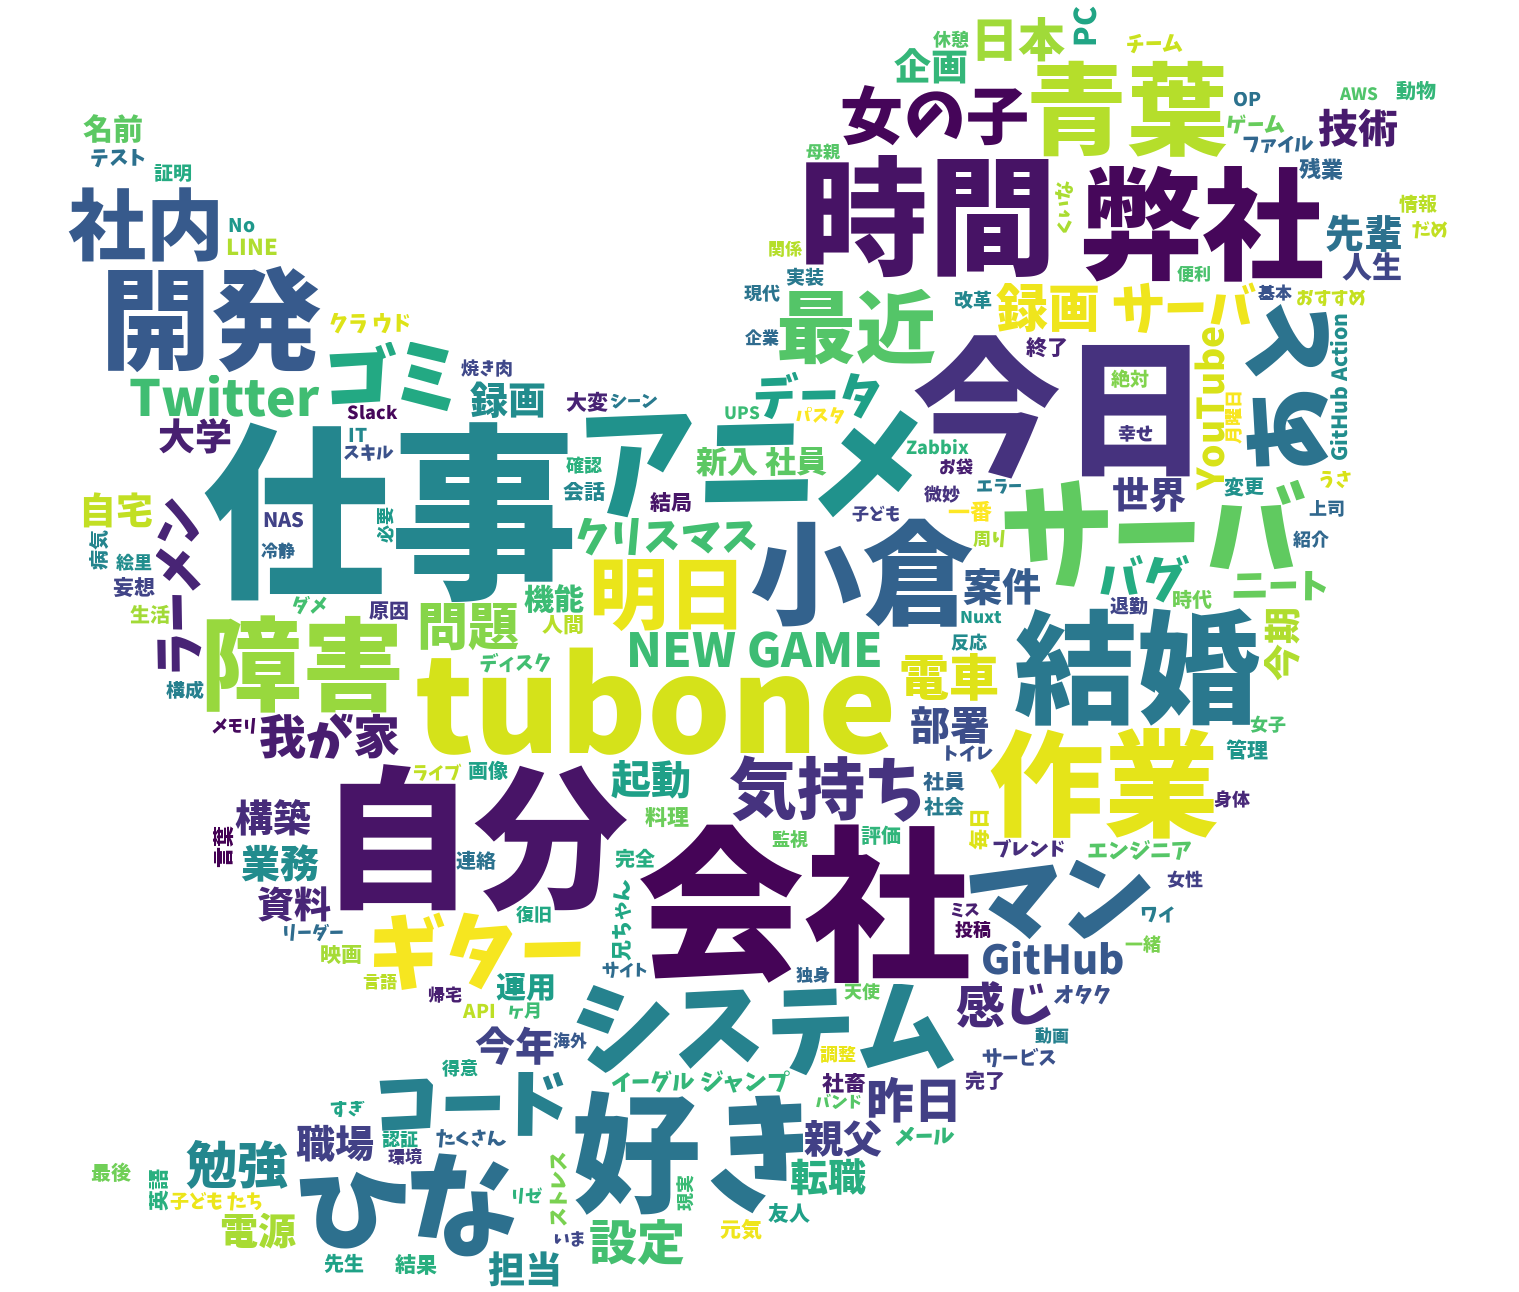 PC
休憩
日本
チーム
企画
青葉
女の子
OP
AWS
動物
ゲーム
ファイル
技術
名前
テスト
証明
母親
時間
くいな
弊社
残業
情報
先輩
だめ
人生
社内
No
LINE
関係
実装
便利
現代
改革
録画 サーバ
基本
おすすめ
開発
クラウド
企業
最近
終了
今日
絶対
幸せ
YouTube
月曜日
ス
す
GitHub Action
ゴミ
焼き肉
Twitter
録画
大変
シーン
データ
UPS
パスタ
Slack
大学
IT
スキル
仕事
アニメ
確認
新入 社員
Zabbix
お袋
会話
微妙
エラー
世界
変更
うさ
上司
自宅
ラーメン
NAS
冷静
必要
結局
クリスマス
子ども
一番
周り
サーバ
紹介
病気
絵里
妄想
生活
ダメ
原因
機能
人間
明日
小倉
案件
バグ
ニート
退勤
時代
Nuxt
障害
問題
ディスク
NEW GAME
反応
結婚
今期
構成
tubone
電車
女子
メモリ
我が家
部署
トイレ
作業
管理
自分
ライブ
画像
起動
気持ち
社員
社会
身体
構築
言葉
料理
監視
評価
毎日
ブレンド
エンジニア
業務
連絡
完全
会社
マン
女性
資料
リーダー
ギター
復旧
兄ちゃん
ミス
投稿
ワイ
映画
言語
サイト
独身
GitHub
一緒
帰宅
運用
天使
感じ
オタク
API
ヶ月
システム
動画
今年
海外
調整
サービス
得意
イーグル ジャンプ
社畜
完了
コード
バンド
昨日
すぎ
職場
認証
環境
たくさん
好き
親父
メール
勉強
最後
英語
子どもたち
ひな
リゼ
ストレス
現実
転職
友人
電源
いま
設定
元気
先生
結果
担当